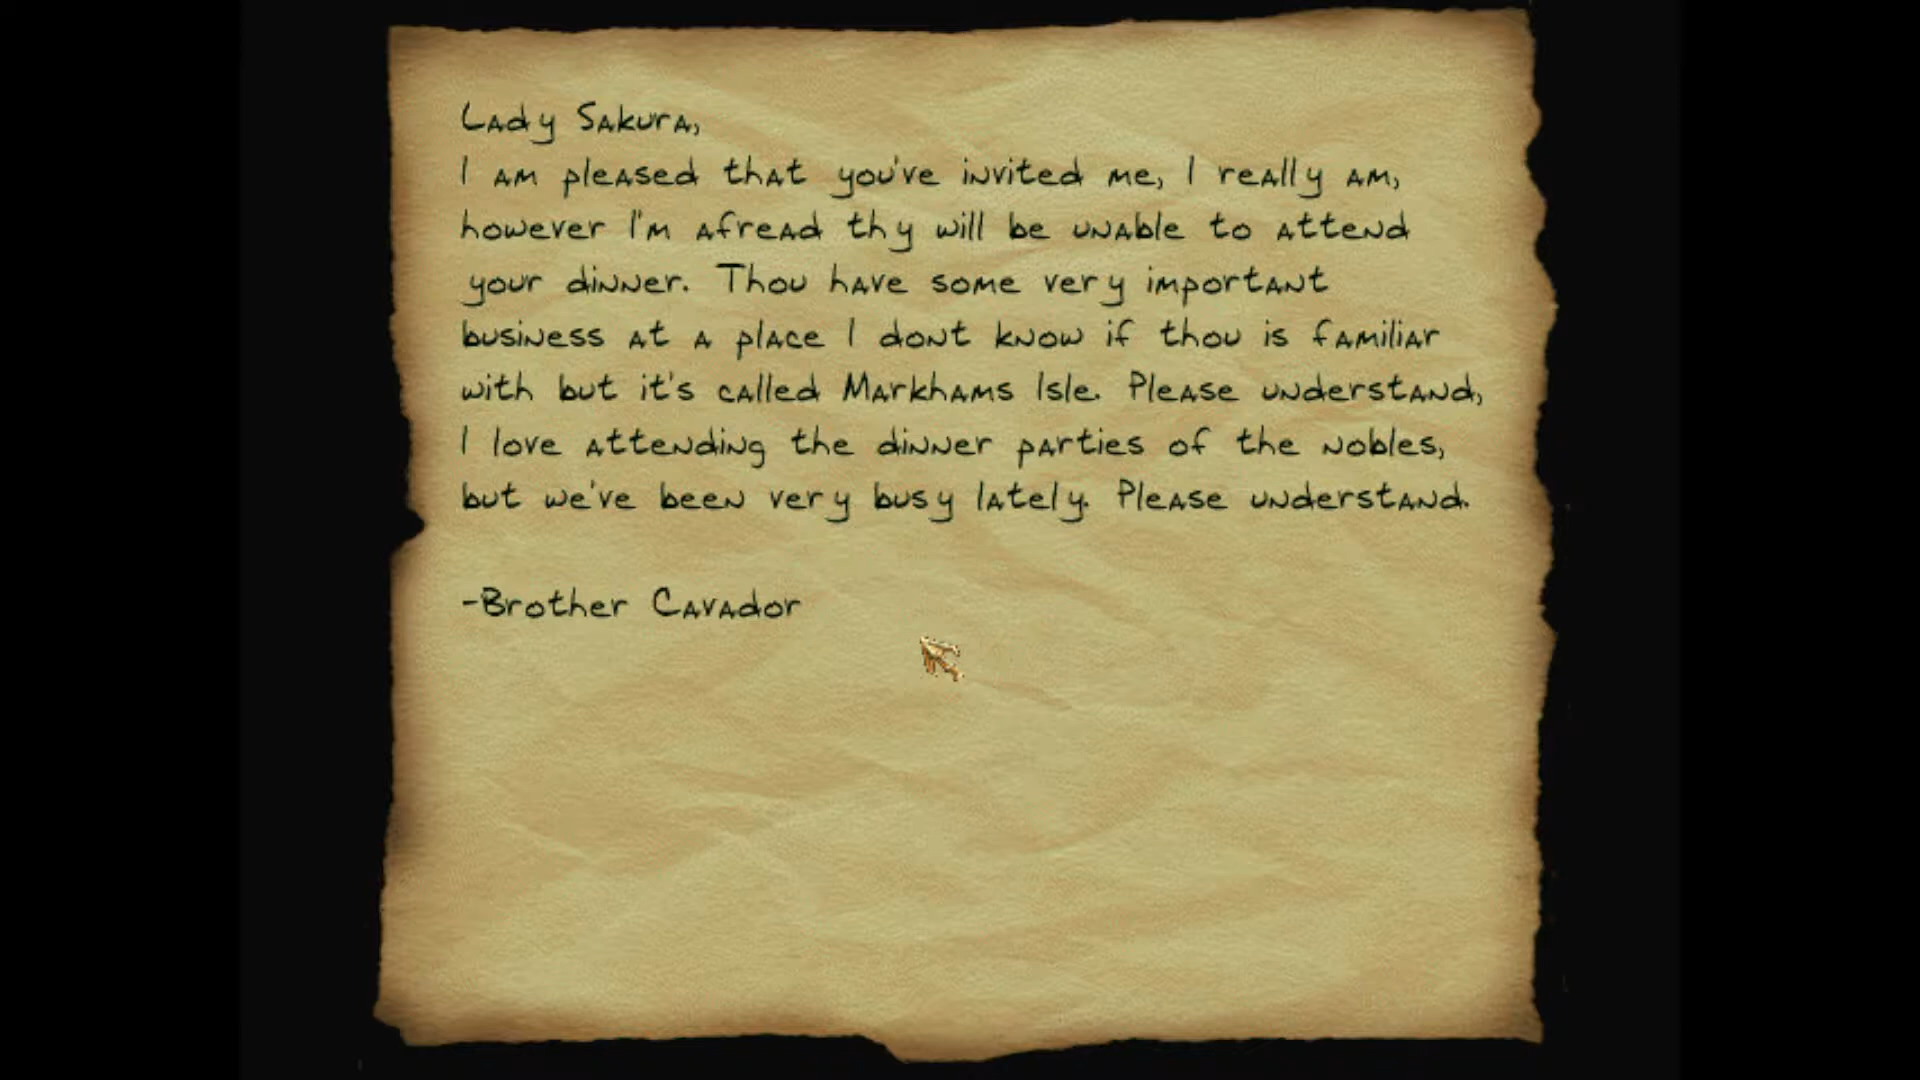 Lady Sakura,
I am pleased that you've invited me, I really am,
however I'm afread thy will be unable to attend
your dinner. Thou have some very important
business at a place I dont know if thou is familiar
with but it's called Markhams Isle. Please understand,
I love attending the dinner parties of the nobles,
but we've been very busy lately. Please understand.
-Brother Cavador